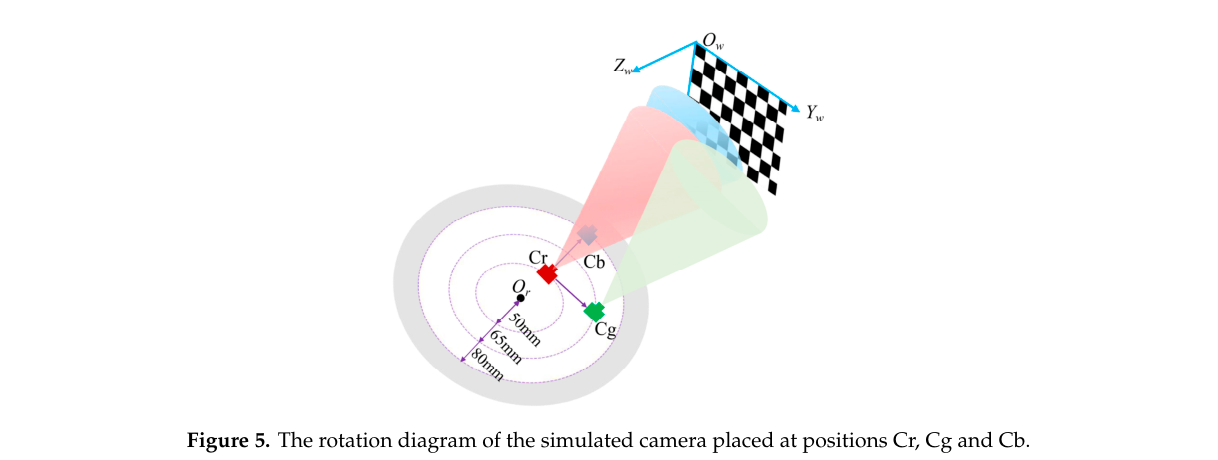 O_w
Z_w
Y_w
Cr
Cb
O_r
50mm
65mm
80mm
Cg
Figure 5. The rotation diagram of the simulated camera placed at positions Cr, Cg and Cb.